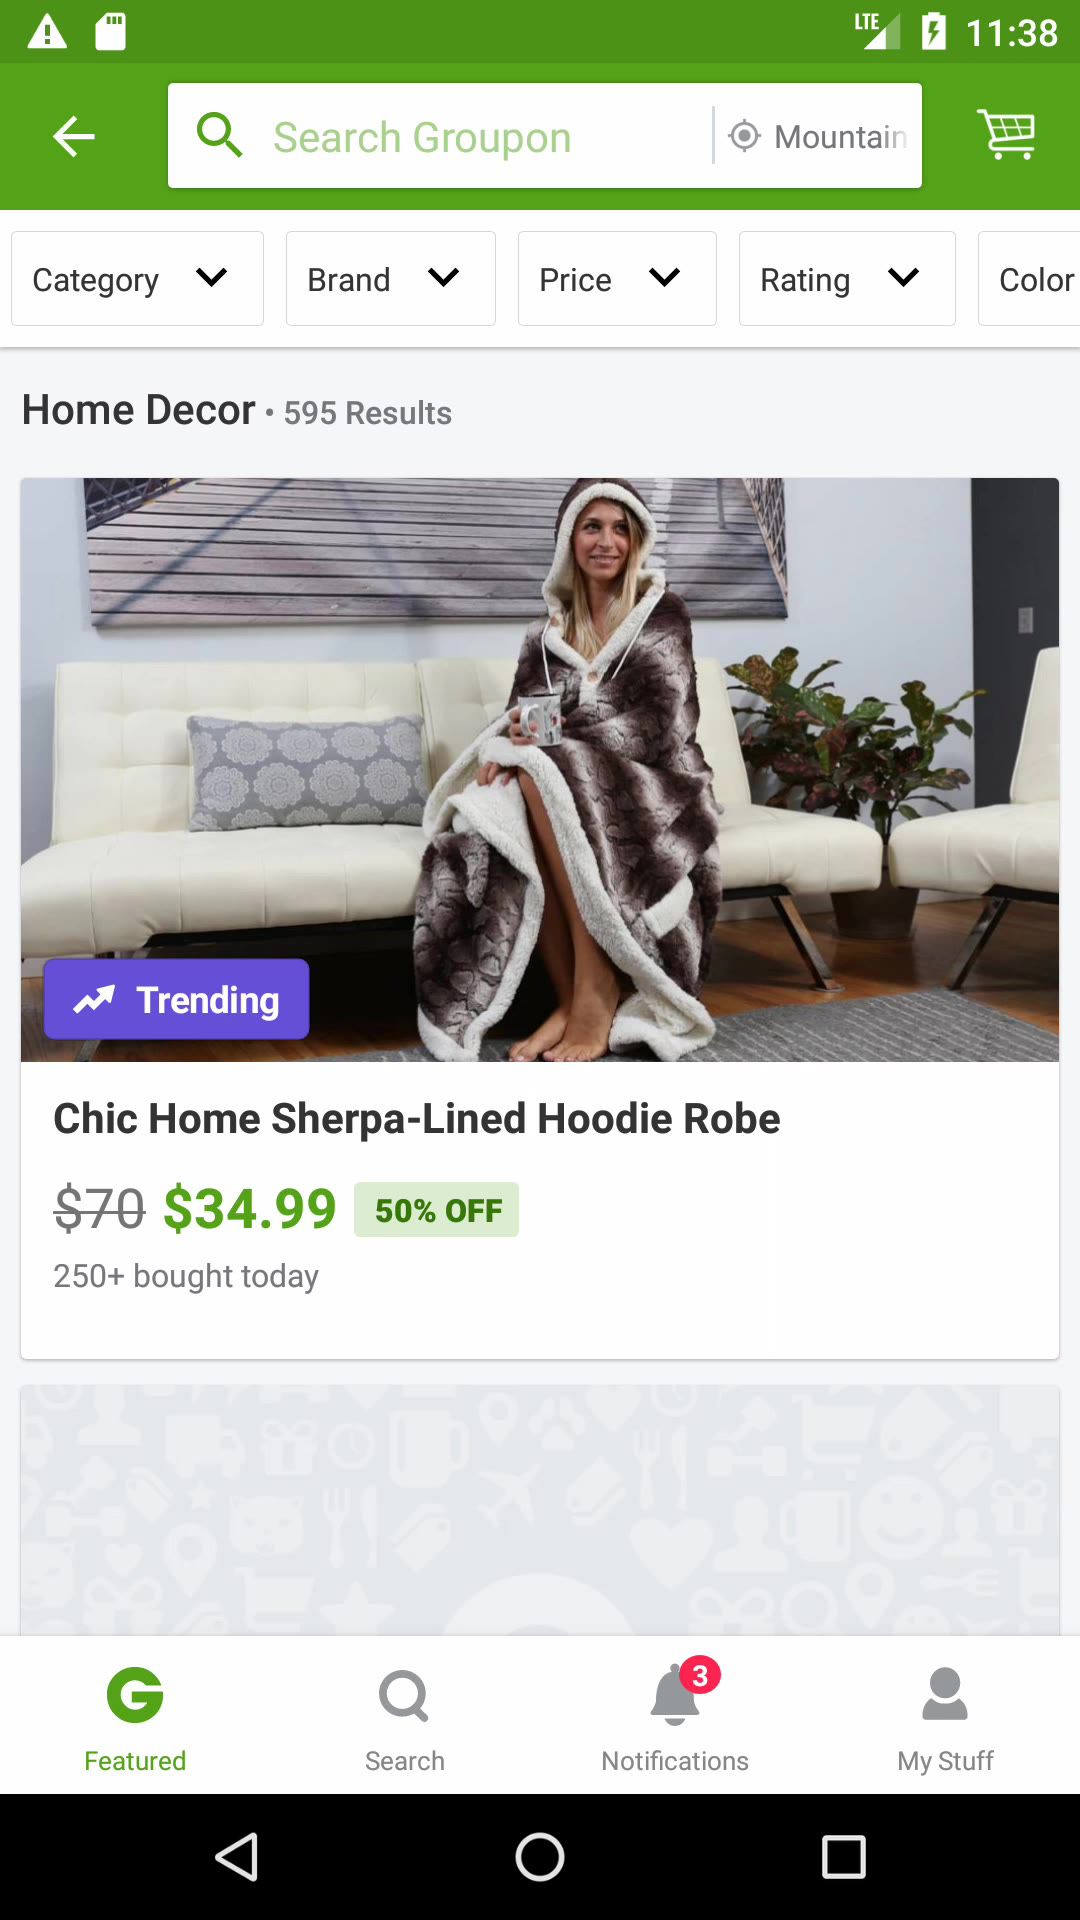 LTE 11:38
Search Groupon Mountain
Category Brand Price Rating Color
Home Decor • 595 Results
Trending
Chic Home Sherpa-Lined Hoodie Robe
$70 $34.99 50% OFF
250+ bought today
3
Featured Search Notifications My Stuff